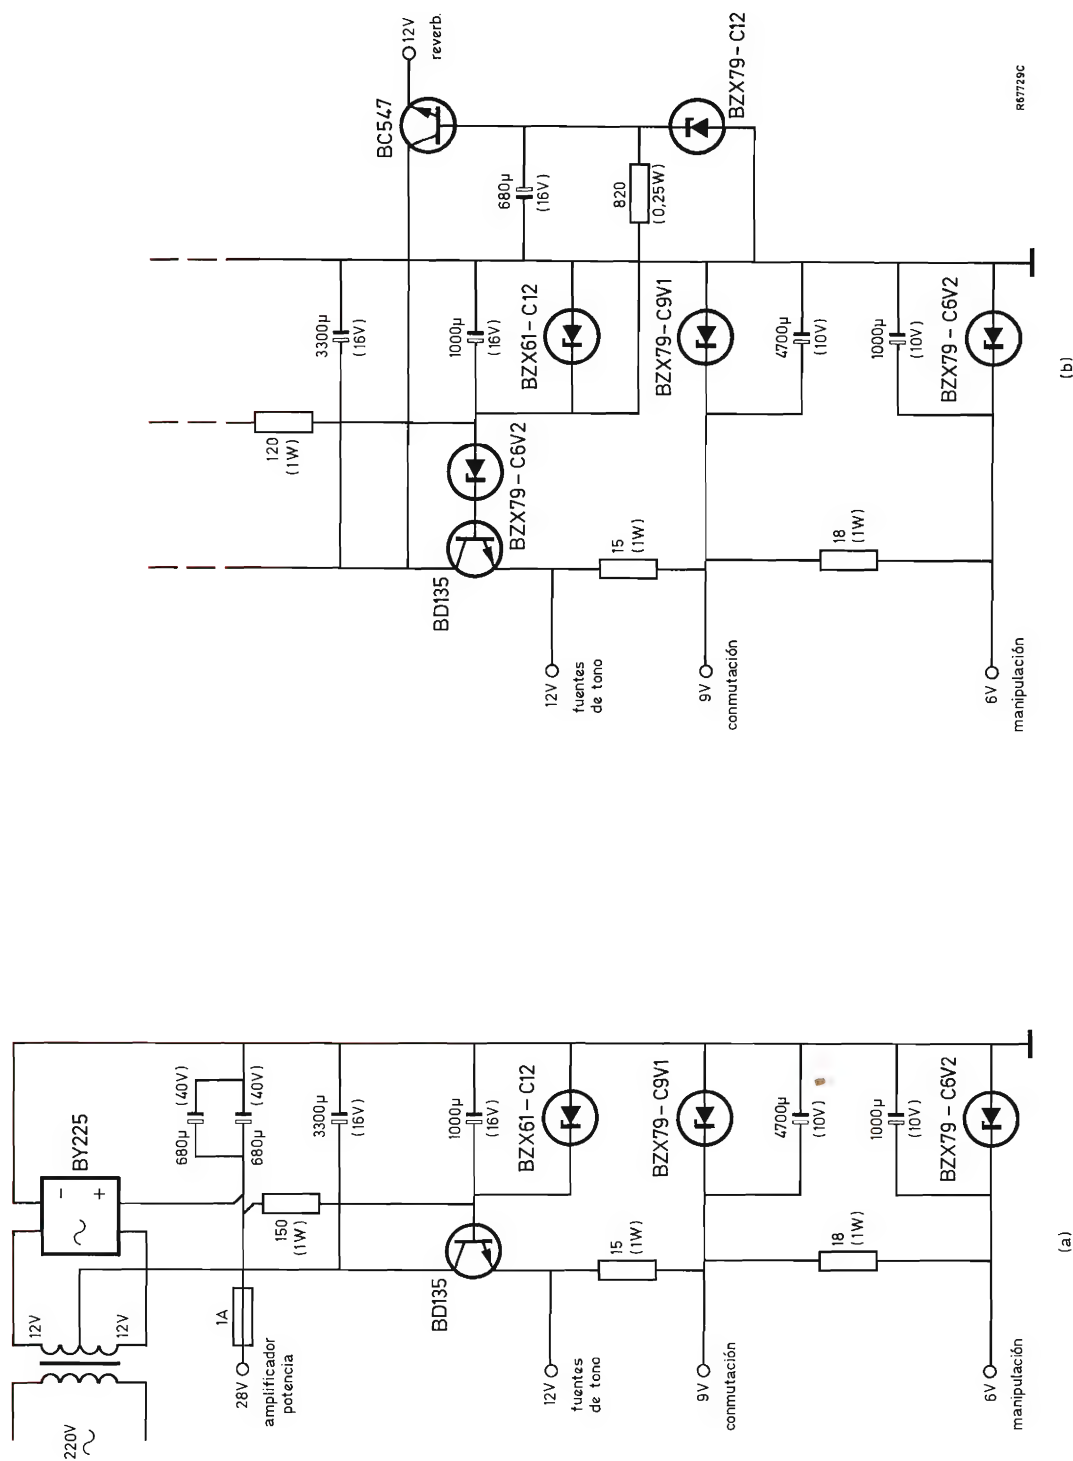 220V
∼
12V
12V
BY225
−
+
∼
28V
amplificador
potencia
1A
680µ (40V)
680µ (40V)
150
(1W)
3300µ
(16V)
BD135
1000µ
(16V)
BZX61-C12
12V
fuentes
de tono
15
(1W)
BZX79-C9V1
9V
conmutación
4700µ
(10V)
18
(1W)
1000µ
(10V)
BZX79-C6V2
6V
manipulación
(a)
120
(1W)
3300µ
(16V)
BD135
BZX79-C6V2
1000µ
(16V)
BZX61-C12
BC547
12V
reverb.
680µ
(16V)
820
(0,25W)
BZX79-C12
12V
fuentes
de tono
15
(1W)
BZX79-C9V1
9V
conmutación
4700µ
(10V)
18
(1W)
1000µ
(10V)
BZX79-C6V2
6V
manipulación
R67729C
(b)